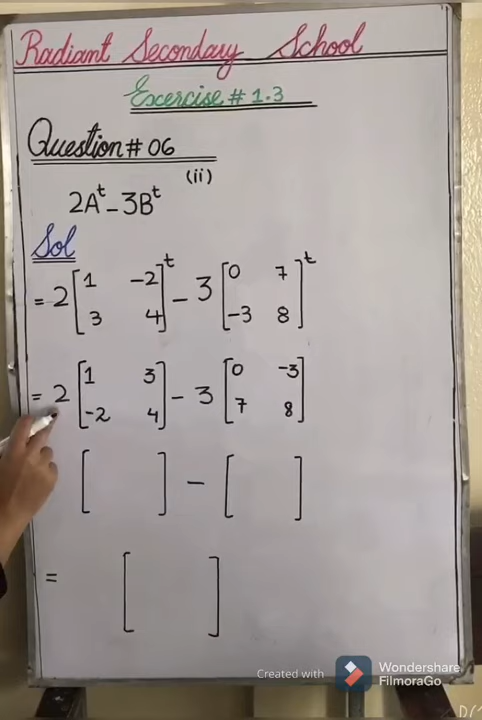 Radiant Secondary School
Excercise # 1.3
Question # 06
(ii)
2Aᵗ - 3Bᵗ
Sol
= 2 [1 -2 3 4]ᵗ - 3 [0 7 -3 8]ᵗ
= 2 [1 3 -2 4] - 3 [0 -3 7 8]
[ ] - [ ]
= [ ]
Created with Wondershare FilmoraGo